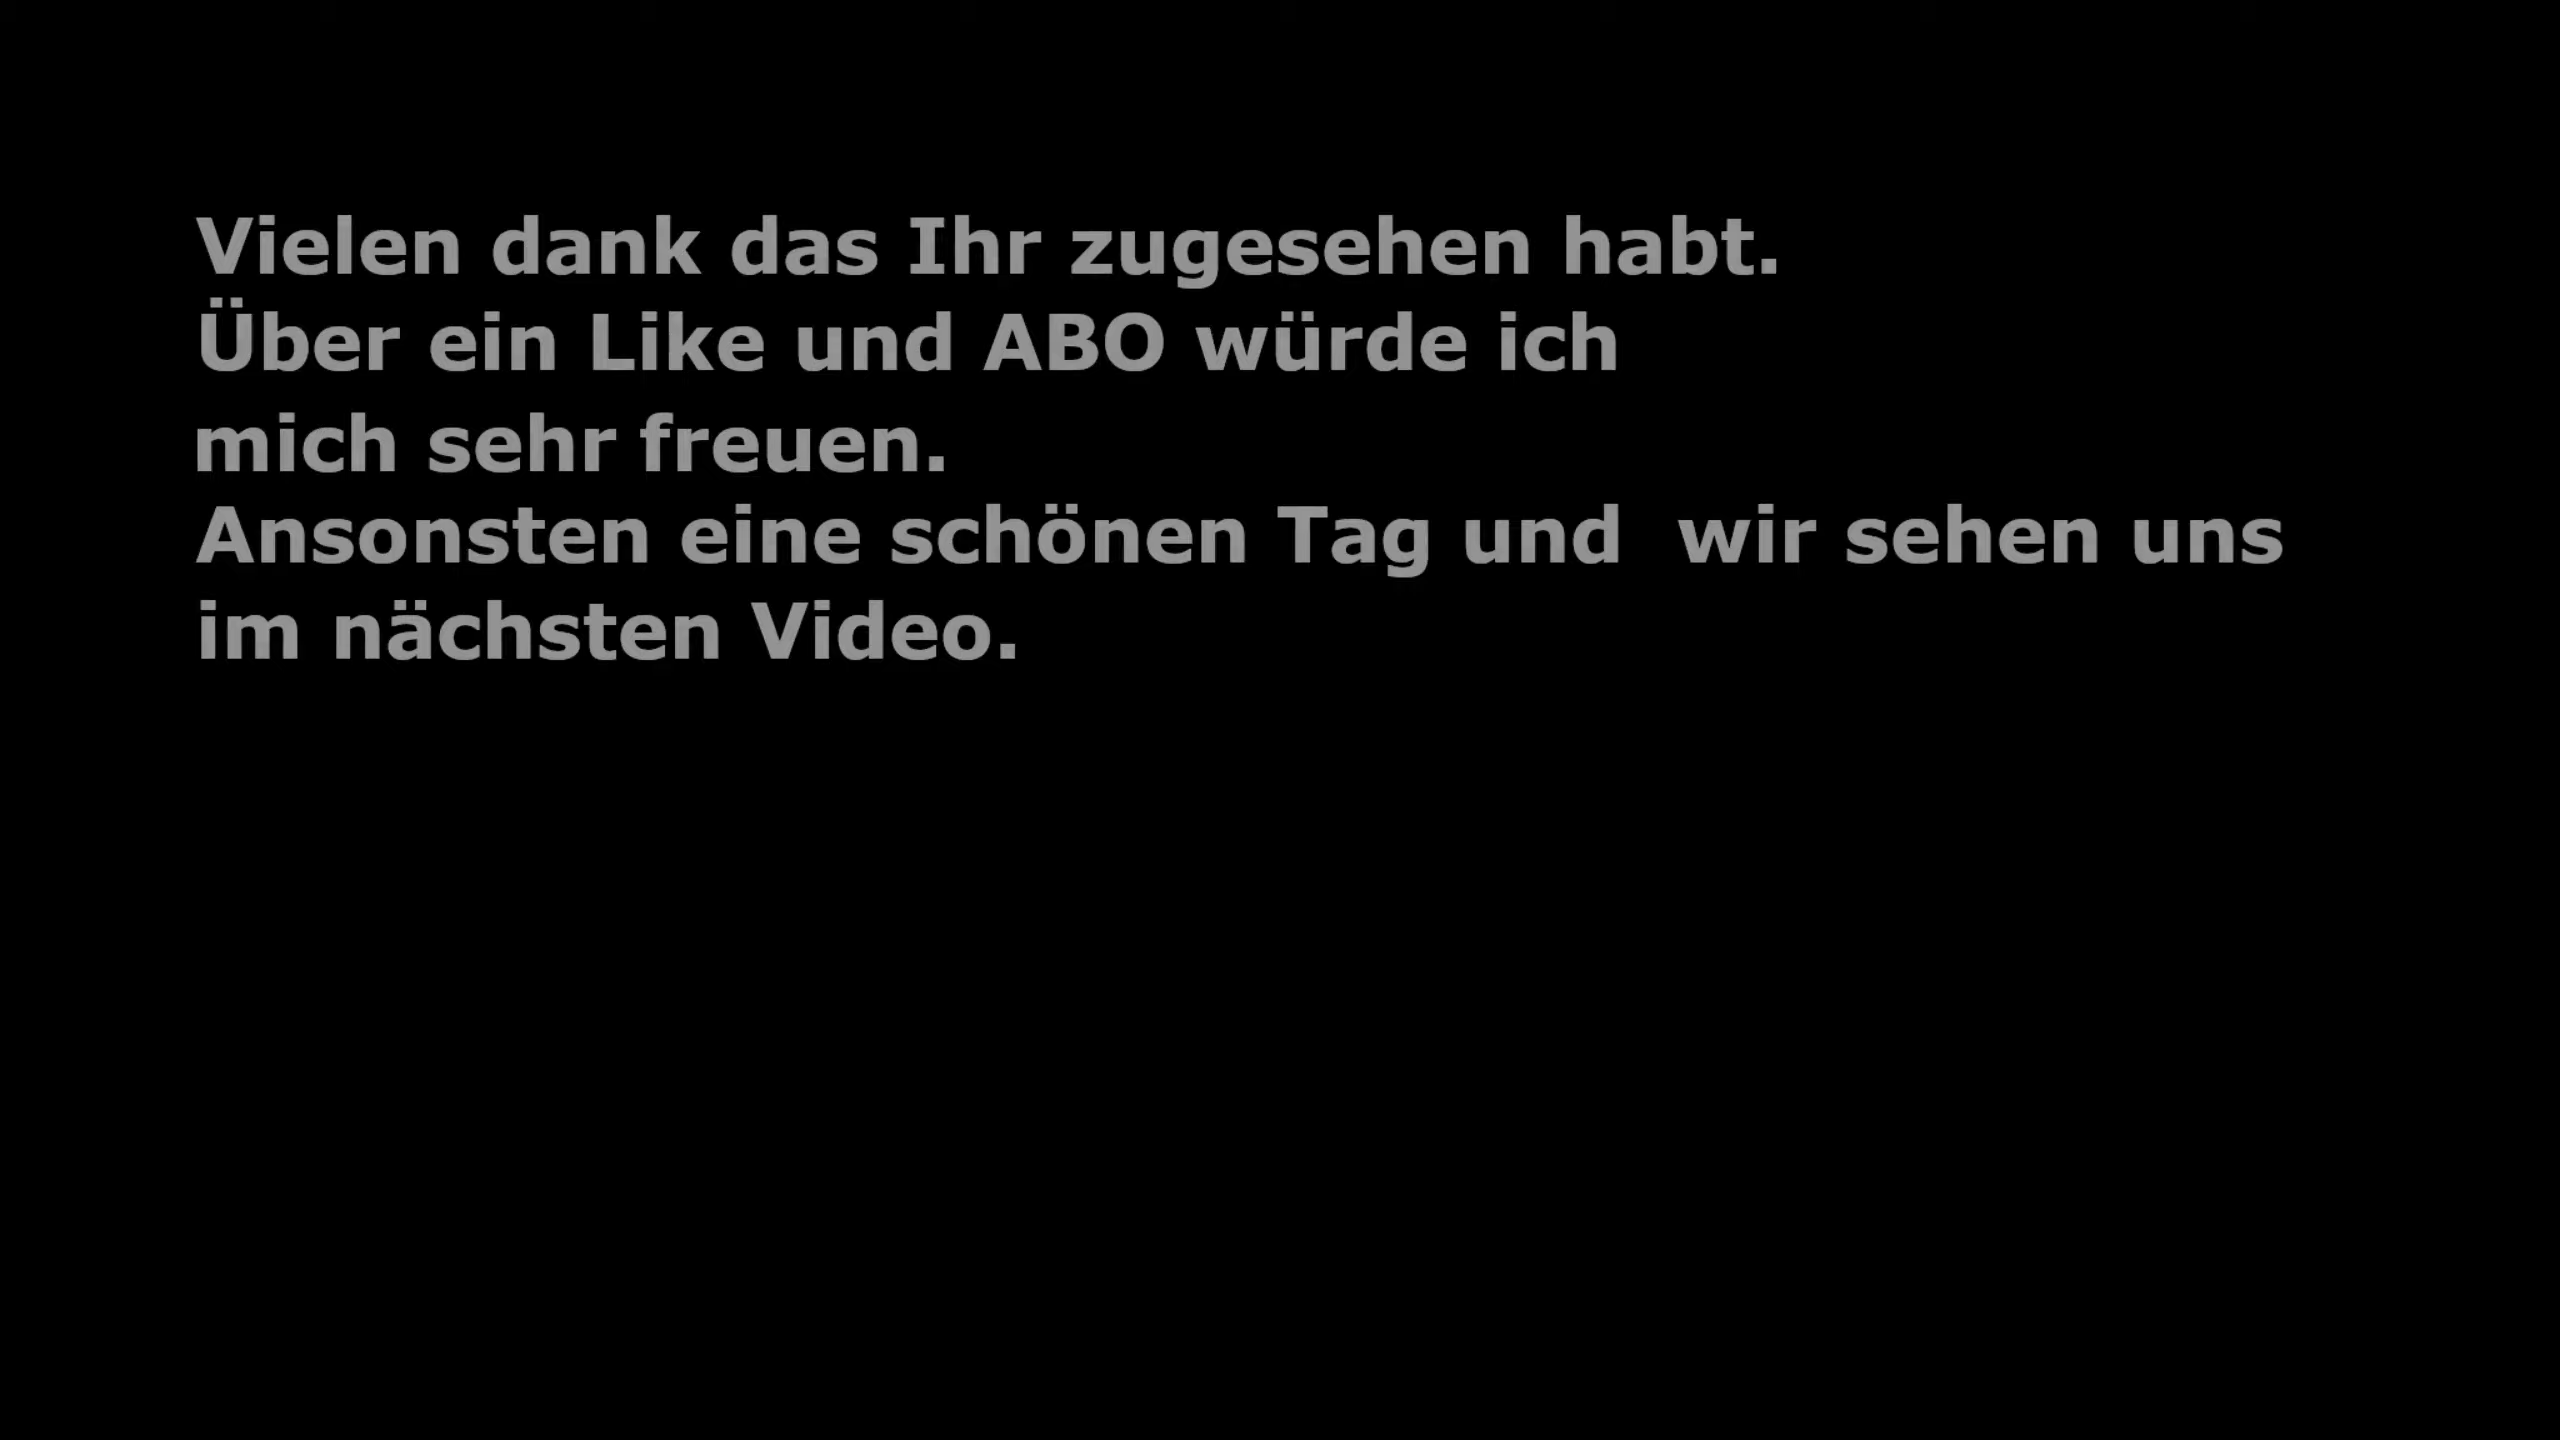 Vielen dank das Ihr zugesehen habt.
Über ein Like und ABO würde ich
mich sehr freuen.
Ansonsten eine schönen Tag und  wir sehen uns
im nächsten Video.